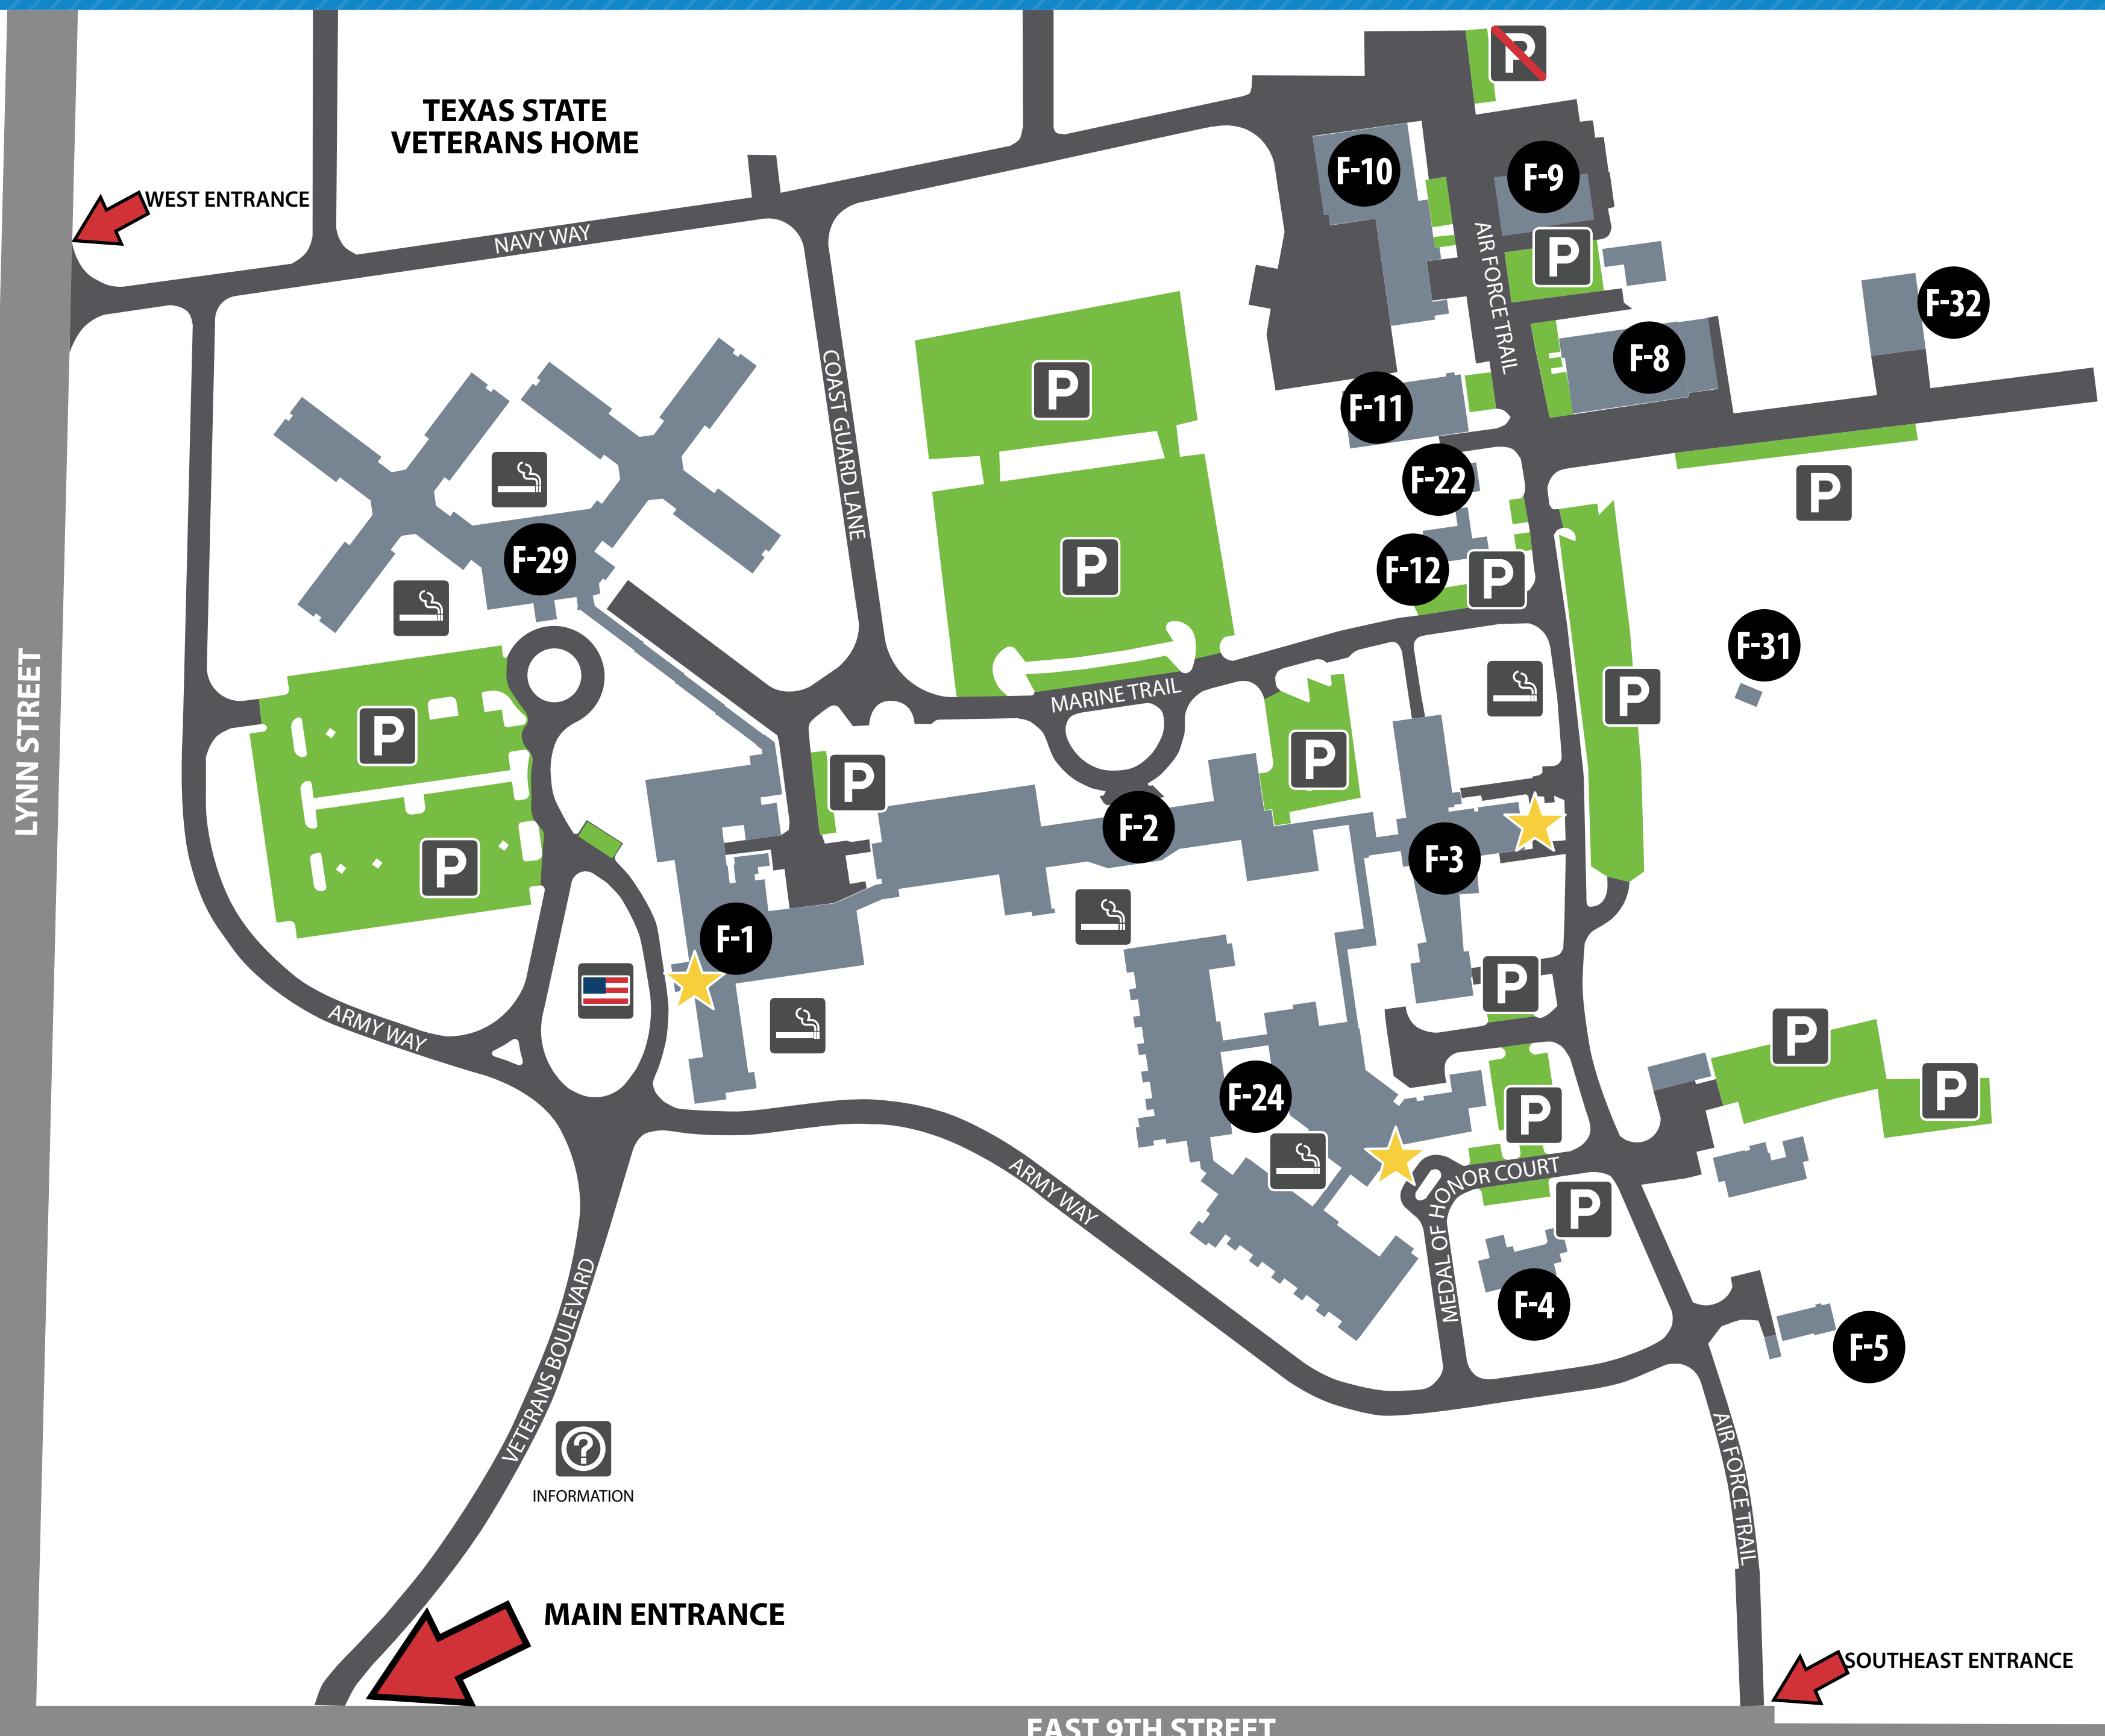 TEXAS STATE
VETERANS HOME
WEST ENTRANCE
NAVY WAY
P
F-10
F-9
AIR FORCE TRAIL
P
F-32
F-8
COAST GUARD LANE
P
F-11
F-22
P
F-29
P
F-12
P
F-31
LYNN STREET
MARINE TRAIL
P
P
P
P
P
F-2
F-3
P
F-1
P
ARMY WAY
P
P
F-24
P
ARMY WAY
MEDAL OF HONOR COURT
P
F-4
F-5
VETERANS BOULEVARD
?
INFORMATION
AIR FORCE TRAIL
MAIN ENTRANCE
SOUTHEAST ENTRANCE
EAST 9TH STREET